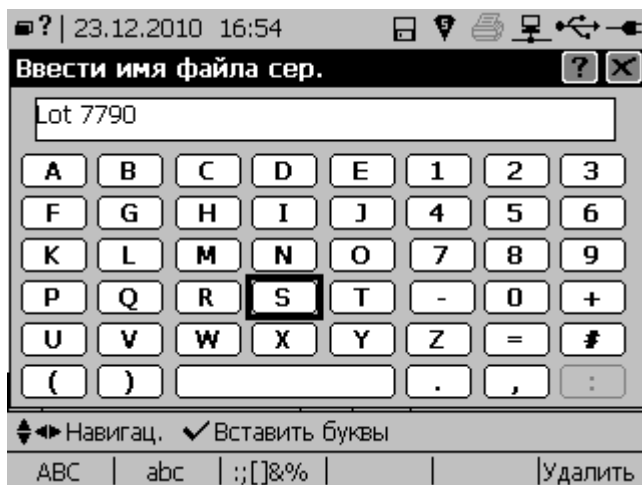 ? | 23.12.2010 16:54
Ввести имя файла сер. ? X
Lot 7790
A B C D E 1 2 3
F G H I J 4 5 6
K L M N O 7 8 9
P Q R S T - 0 +
U V W X Y Z = #
( ) . , :
Навигац. Вставить буквы
ABC | abc | :;[]&% | | Удалить